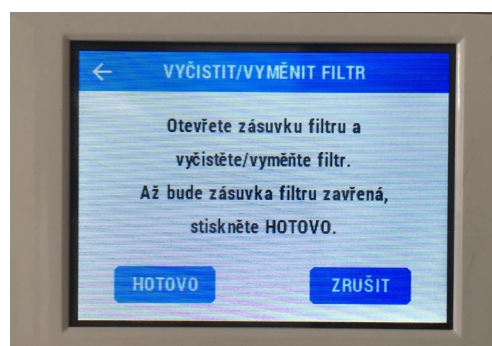 VYČISTIT/VYMĚNIT FILTR
Otevřete zásuvku filtru a
vyčistěte/vyměňte filtr.
Až bude zásuvka filtru zavřená,
stiskněte HOTOVO.
HOTOVO
ZRUŠIT